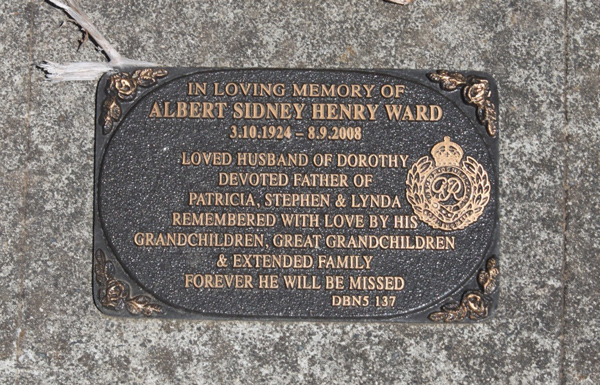 IN LOVING MEMORY OF
ALBERT SIDNEY HENRY WARD
3.10.1924 – 8.9.2008
LOVED HUSBAND OF DOROTHY
DEVOTED FATHER OF
PATRICIA, STEPHEN & LYNDA
REMEMBERED WITH LOVE BY HIS
GRANDCHILDREN, GREAT GRANDCHILDREN
& EXTENDED FAMILY
FOREVER HE WILL BE MISSED
DBN5 137